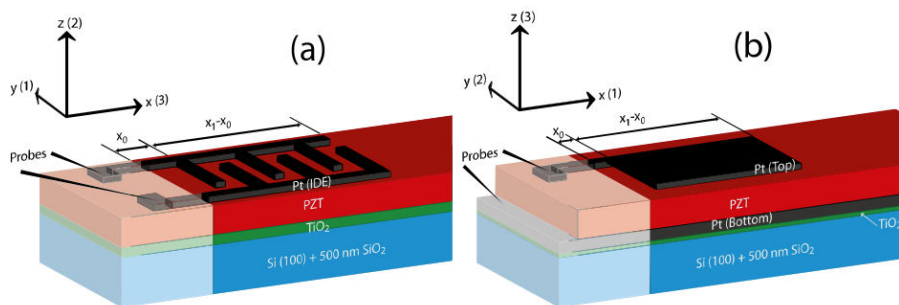 (a)
z (2)
y (1)
x (3)
x₀
x₁-x₀
Probes
Pt (IDE)
PZT
TiO₂
Si (100) + 500 nm SiO₂
(b)
z (3)
y (2)
x (1)
x₀
x₁-x₀
Probes
Pt (Top)
PZT
Pt (Bottom)
TiO₂
Si (100) + 500 nm SiO₂